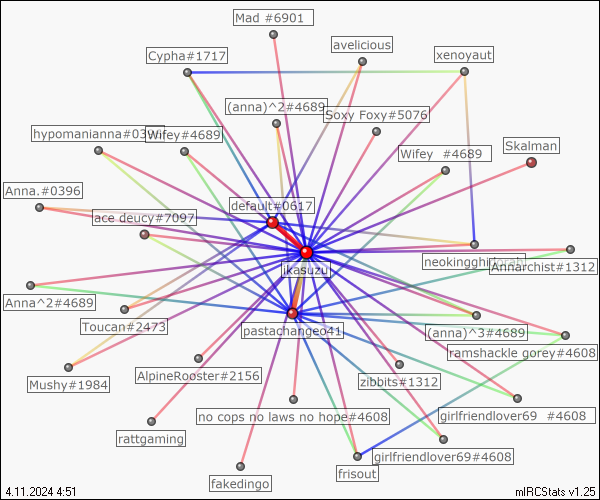 Mad #6901
avelicious
Cypha#1717
xenoyaut
(anna)^2#4689
Soxy Foxy#5076
hypomanianna#03
Wifey#4689
Skalman
Wifey #4689
Anna.#0396
default#0617
ace deucy#7097
neokingghi
jkasuzu
Annarchist#1312
Anna^2#4689
Toucan#2473
pastachangeo41
(anna)^3#4689
ramshackle gorey#4608
AlpineRooster#2156
zibbits#1312
Mushy#1984
no cops no laws no hope#4608
girlfriendlover69 #4608
rattgaming
girlfriendlover69#4608
fakedingo
frisout
4.11.2024 4:51
mIRCStats v1.25